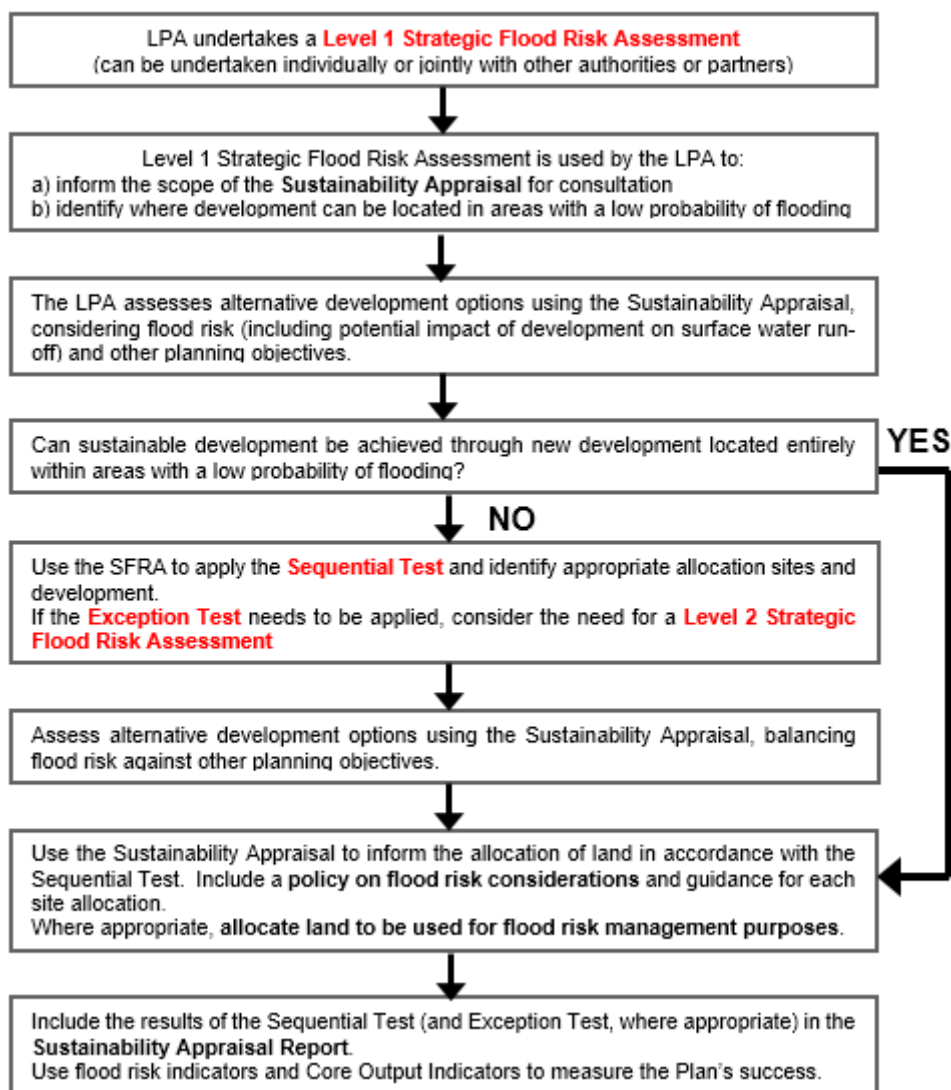 LPA undertakes a Level 1 Strategic Flood Risk Assessment
(can be undertaken individually or jointly with other authorities or partners)
Level 1 Strategic Flood Risk Assessment is used by the LPA to:
a) inform the scope of the Sustainability Appraisal for consultation
b) identify where development can be located in areas with a low probability of flooding
The LPA assesses alternative development options using the Sustainability Appraisal,
considering flood risk (including potential impact of development on surface water run-
off) and other planning objectives.
Can sustainable development be achieved through new development located entirely
within areas with a low probability of flooding?
YES
NO
Use the SFRA to apply the Sequential Test and identify appropriate allocation sites and
development.
If the Exception Test needs to be applied, consider the need for a Level 2 Strategic
Flood Risk Assessment
Assess alternative development options using the Sustainability Appraisal, balancing
flood risk against other planning objectives.
Use the Sustainability Appraisal to inform the allocation of land in accordance with the
Sequential Test. Include a policy on flood risk considerations and guidance for each
site allocation.
Where appropriate, allocate land to be used for flood risk management purposes.
Include the results of the Sequential Test (and Exception Test, where appropriate) in the
Sustainability Appraisal Report.
Use flood risk indicators and Core Output Indicators to measure the Plan's success.